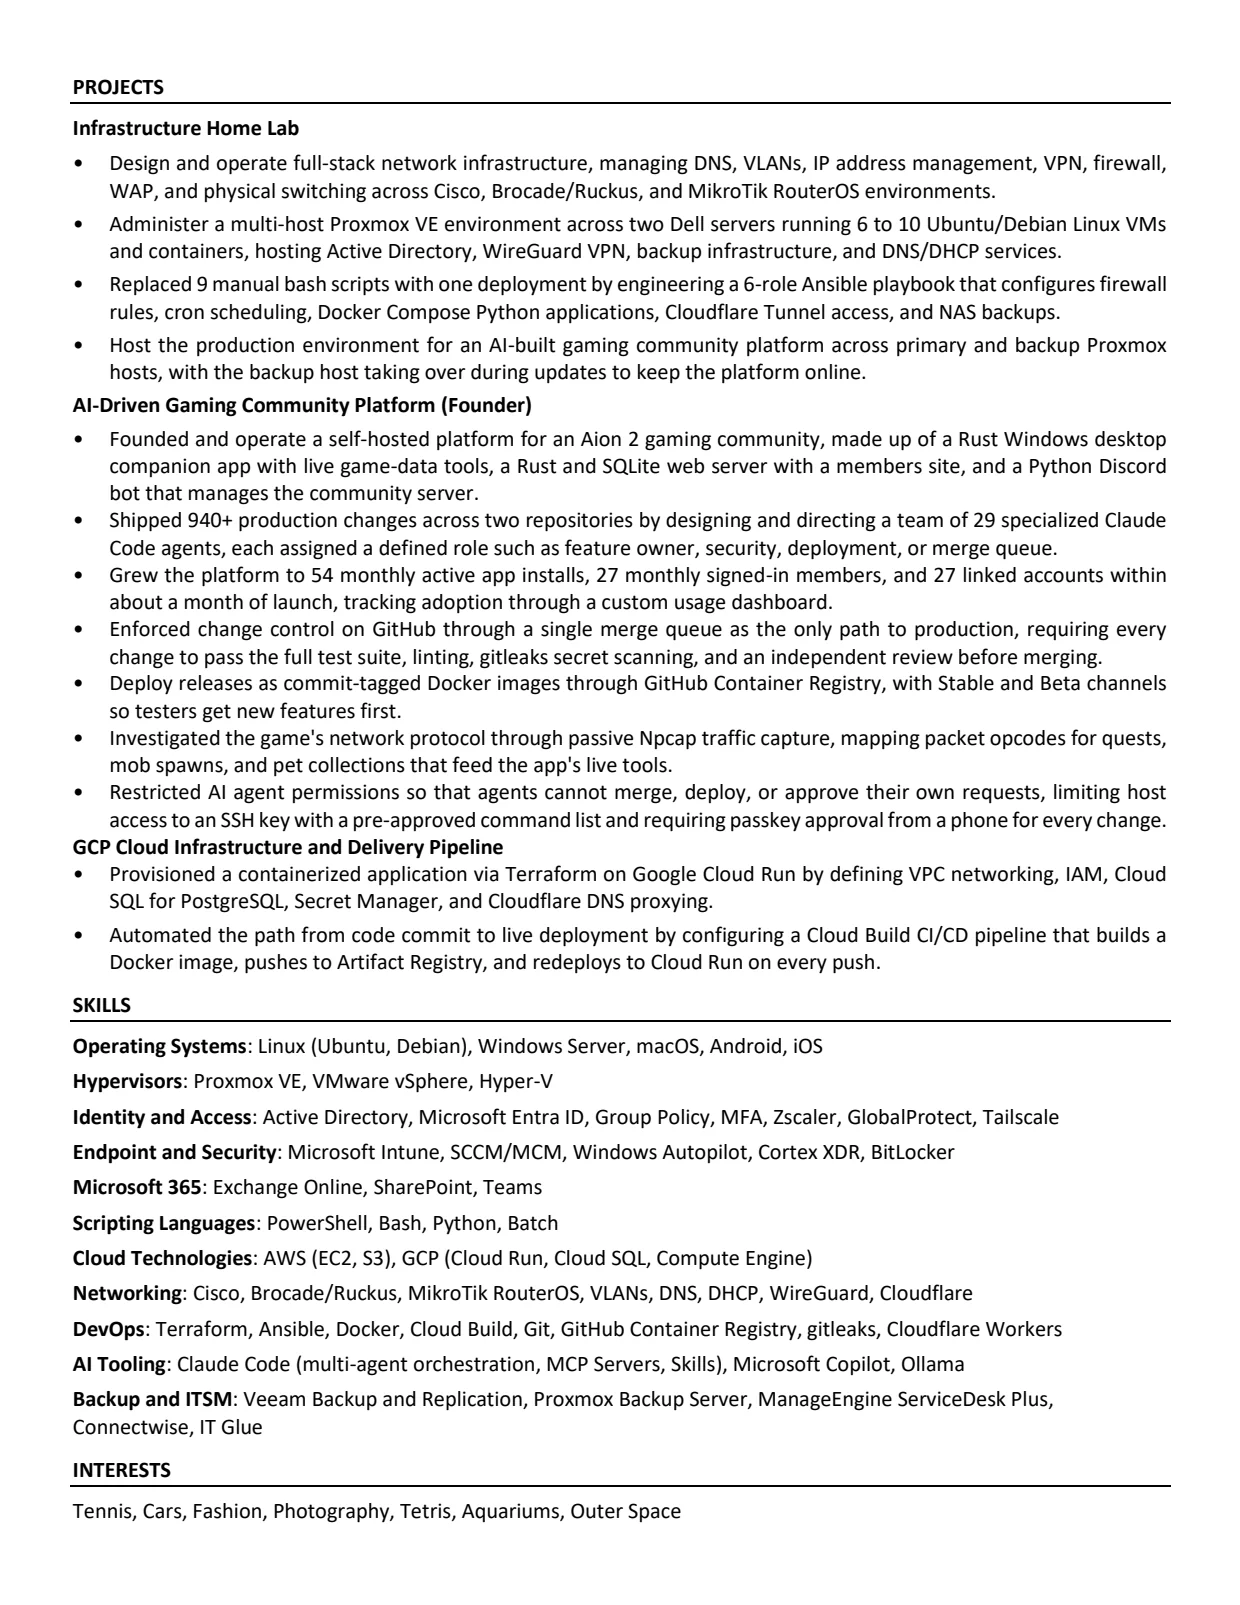 PROJECTS
Infrastructure Home Lab
• Design and operate full-stack network infrastructure, managing DNS, VLANs, IP address management, VPN, firewall,
WAP, and physical switching across Cisco, Brocade/Ruckus, and MikroTik RouterOS environments.
• Administer a multi-host Proxmox VE environment across two Dell servers running 6 to 10 Ubuntu/Debian Linux VMs
and containers, hosting Active Directory, WireGuard VPN, backup infrastructure, and DNS/DHCP services.
• Replaced 9 manual bash scripts with one deployment by engineering a 6-role Ansible playbook that configures firewall
rules, cron scheduling, Docker Compose Python applications, Cloudflare Tunnel access, and NAS backups.
• Host the production environment for an AI-built gaming community platform across primary and backup Proxmox
hosts, with the backup host taking over during updates to keep the platform online.
AI-Driven Gaming Community Platform (Founder)
• Founded and operate a self-hosted platform for an Aion 2 gaming community, made up of a Rust Windows desktop
companion app with live game-data tools, a Rust and SQLite web server with a members site, and a Python Discord
bot that manages the community server.
• Shipped 940+ production changes across two repositories by designing and directing a team of 29 specialized Claude
Code agents, each assigned a defined role such as feature owner, security, deployment, or merge queue.
• Grew the platform to 54 monthly active app installs, 27 monthly signed-in members, and 27 linked accounts within
about a month of launch, tracking adoption through a custom usage dashboard.
• Enforced change control on GitHub through a single merge queue as the only path to production, requiring every
change to pass the full test suite, linting, gitleaks secret scanning, and an independent review before merging.
• Deploy releases as commit-tagged Docker images through GitHub Container Registry, with Stable and Beta channels
so testers get new features first.
• Investigated the game's network protocol through passive Npcap traffic capture, mapping packet opcodes for quests,
mob spawns, and pet collections that feed the app's live tools.
• Restricted AI agent permissions so that agents cannot merge, deploy, or approve their own requests, limiting host
access to an SSH key with a pre-approved command list and requiring passkey approval from a phone for every change.
GCP Cloud Infrastructure and Delivery Pipeline
• Provisioned a containerized application via Terraform on Google Cloud Run by defining VPC networking, IAM, Cloud
SQL for PostgreSQL, Secret Manager, and Cloudflare DNS proxying.
• Automated the path from code commit to live deployment by configuring a Cloud Build CI/CD pipeline that builds a
Docker image, pushes to Artifact Registry, and redeploys to Cloud Run on every push.
SKILLS
Operating Systems: Linux (Ubuntu, Debian), Windows Server, macOS, Android, iOS
Hypervisors: Proxmox VE, VMware vSphere, Hyper-V
Identity and Access: Active Directory, Microsoft Entra ID, Group Policy, MFA, Zscaler, GlobalProtect, Tailscale
Endpoint and Security: Microsoft Intune, SCCM/MCM, Windows Autopilot, Cortex XDR, BitLocker
Microsoft 365: Exchange Online, SharePoint, Teams
Scripting Languages: PowerShell, Bash, Python, Batch
Cloud Technologies: AWS (EC2, S3), GCP (Cloud Run, Cloud SQL, Compute Engine)
Networking: Cisco, Brocade/Ruckus, MikroTik RouterOS, VLANs, DNS, DHCP, WireGuard, Cloudflare
DevOps: Terraform, Ansible, Docker, Cloud Build, Git, GitHub Container Registry, gitleaks, Cloudflare Workers
AI Tooling: Claude Code (multi-agent orchestration, MCP Servers, Skills), Microsoft Copilot, Ollama
Backup and ITSM: Veeam Backup and Replication, Proxmox Backup Server, ManageEngine ServiceDesk Plus,
Connectwise, IT Glue
INTERESTS
Tennis, Cars, Fashion, Photography, Tetris, Aquariums, Outer Space